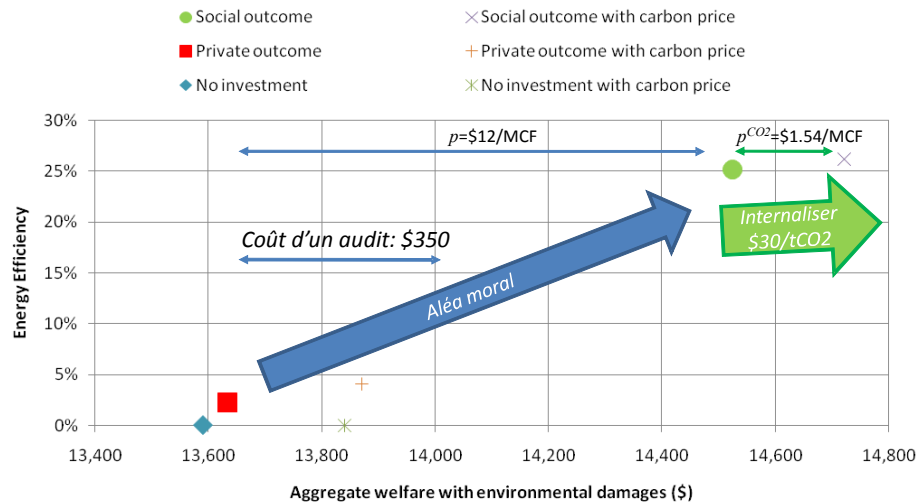 Social outcome
Social outcome with carbon price
Private outcome
Private outcome with carbon price
No investment
No investment with carbon price
30%
25%
20%
15%
10%
5%
0%
Energy Efficiency
p=$12/MCF
pCO2=$1.54/MCF
Coût d’un audit: $350
Aléa moral
Internaliser
$30/tCO2
13,400
13,600
13,800
14,000
14,200
14,400
14,600
14,800
Aggregate welfare with environmental damages ($)